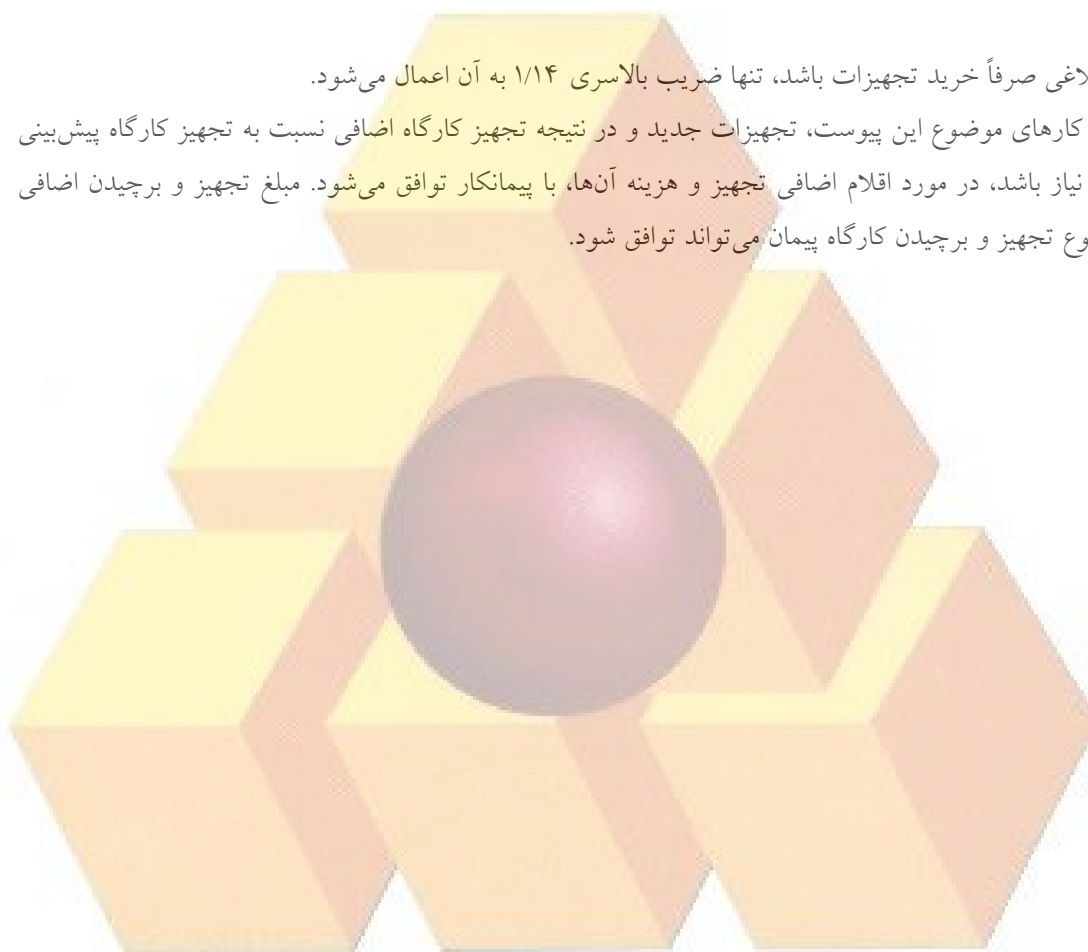 لاغی صرفاً خرید تجهیزات باشد، تنها ضریب بالاسری ۱/۱۴ به آن اعمال می‌شود.
کارهای موضوع این پیوست، تجهیزات جدید و در نتیجه تجهیز کارگاه اضافی نسبت به تجهیز کارگاه پیش‌بینی
نیاز باشد، در مورد اقلام اضافی تجهیز و هزینه آن‌ها، با پیمانکار توافق می‌شود. مبلغ تجهیز و برچیدن اضافی
وع تجهیز و برچیدن کارگاه پیمان می‌تواند توافق شود.